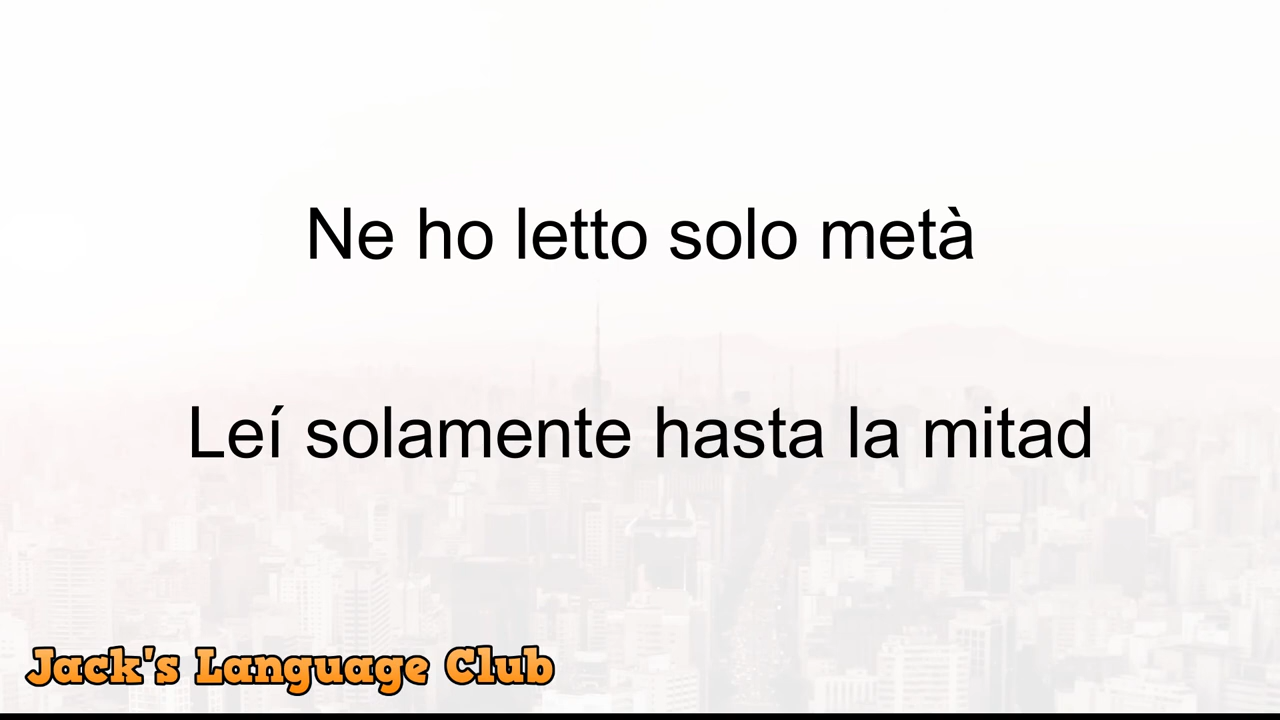 Ne ho letto solo metà
Leí solamente hasta la mitad
Jack's Language Club